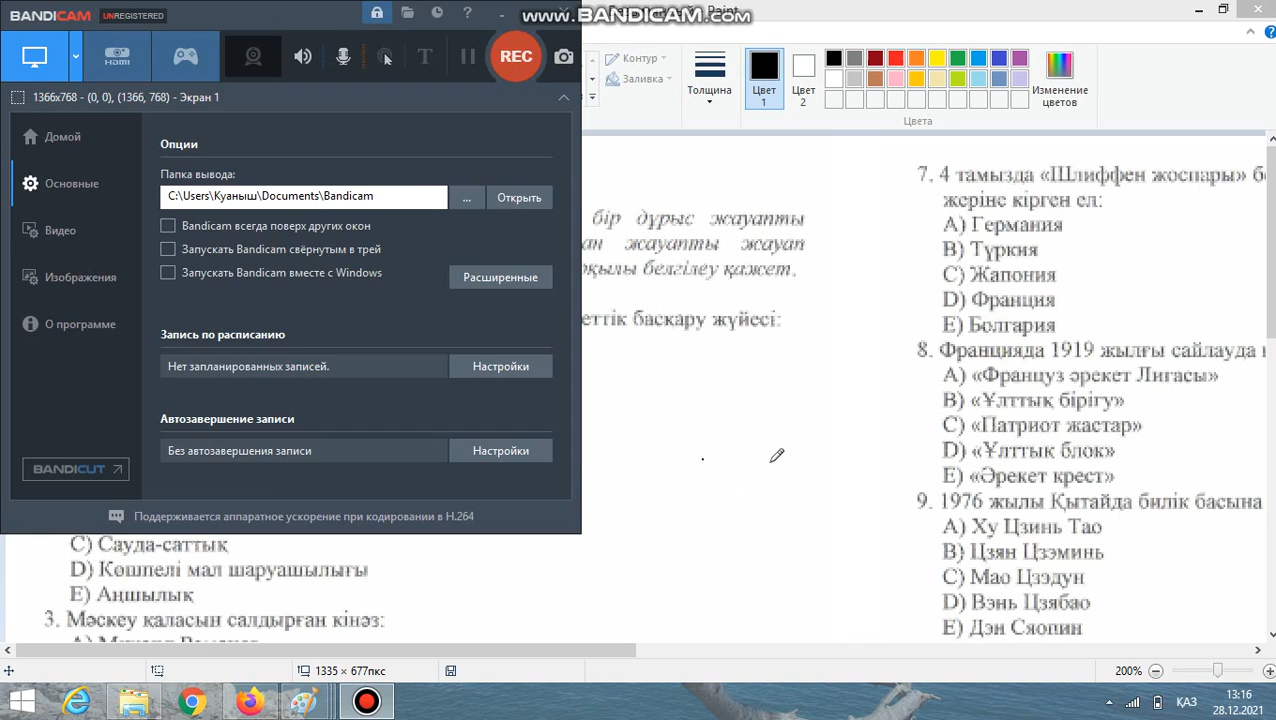 BANDICAM UNREGISTERED
www.BANDICAM.com
Paint
HDMI
REC
1366x768 - (0, 0), (1366, 768) - Экран 1
Домой
Основные
Видео
Изображения
О программе
BANDICUT
Опции
Папка вывода:
C:\Users\Куаныш\Documents\Bandicam
...
Открыть
Bandicam всегда поверх других окон
Запускать Bandicam свёрнутым в трей
Запускать Bandicam вместе с Windows
Расширенные
Запись по расписанию
Нет запланированных записей.
Настройки
Автозавершение записи
Без автозавершения записи
Настройки
Поддерживается аппаратное ускорение при кодировании в H.264
Контур
Заливка
Толщина
Цвет 1
Цвет 2
Изменение цветов
Цвета
бір дұрыс жауапты
ан жауапты жауап
қылы белгілеу қажет.
еттік басқару жүйесі:
C) Сауда-саттық
D) Көшпелі мал шаруашылығы
E) Аңшылық
3. Мәскеу қаласын салдырған кінәз:
7. 4 тамызда «Шлиффен жоспары» б
жеріне кірген ел:
A) Германия
B) Түркия
C) Жапония
D) Франция
E) Болгария
8. Францияда 1919 жылғы сайлауда
A) «Француз әрекет Лигасы»
B) «Ұлттық бірігу»
C) «Патриот жастар»
D) «Ұлттық блок»
E) «Әрекет крест»
9. 1976 жылы Қытайда билік басына
A) Ху Цзинь Тао
B) Цзян Цзэминь
C) Мао Цзэдун
D) Вэнь Цзябао
E) Дэн Сяопин
1335 × 677пкс
200%
ҚАЗ
13:16
28.12.2021